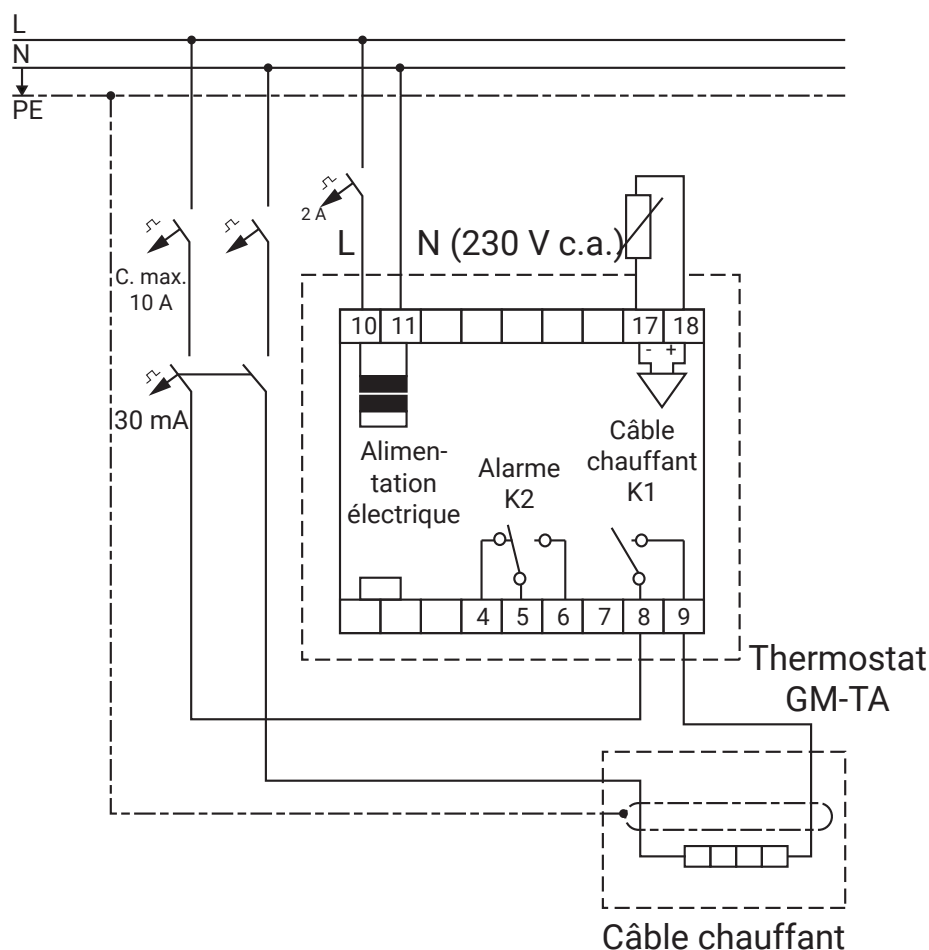 L
N
PE
2 A
L
N (230 V c.a.)
C. max.
10 A
30 mA
10 11 17 18
- +
Alimen-
tation
électrique
Alarme
K2
Câble
chauffant
K1
4 5 6 7 8 9
Thermostat
GM-TA
Câble chauffant